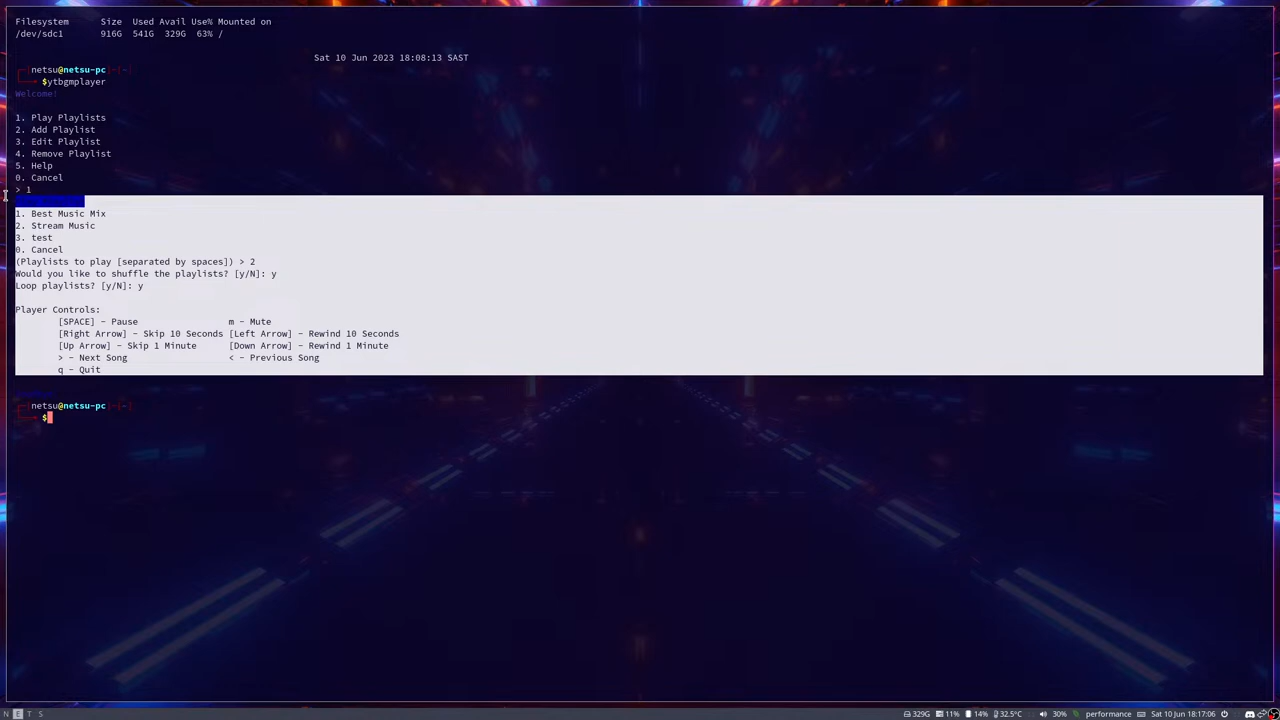 Filesystem      Size  Used Avail Use% Mounted on
/dev/sdc1       916G  541G  329G  63% /
Sat 10 Jun 2023 18:08:13 SAST
[netsu@netsu-pc]-[~]
$ytbgmplayer
Welcome!
1. Play Playlists
2. Add Playlist
3. Edit Playlist
4. Remove Playlist
5. Help
0. Cancel
> 1
1. Best Music Mix
2. Stream Music
3. test
0. Cancel
(Playlists to play [separated by spaces]) > 2
Would you like to shuffle the playlists? [y/N]: y
Loop playlists? [y/N]: y
Player Controls:
[SPACE] - Pause                 m - Mute
[Right Arrow] - Skip 10 Seconds [Left Arrow] - Rewind 10 Seconds
[Up Arrow] - Skip 1 Minute      [Down Arrow] - Rewind 1 Minute
> - Next Song                   < - Previous Song
q - Quit
[netsu@netsu-pc]-[~]
$
N E T S 329G 11% 14% 32.5°C 30% performance Sat 10 Jun 18:17:06